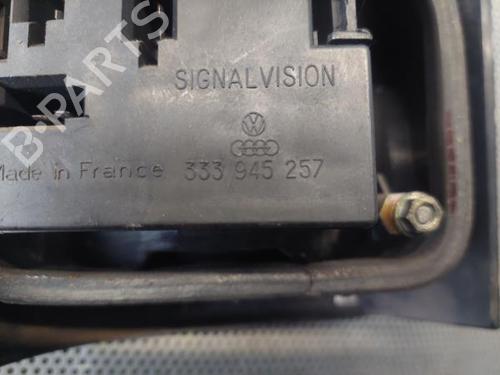 B-PARTS
SIGNALVISION
Made in France 333 945 257